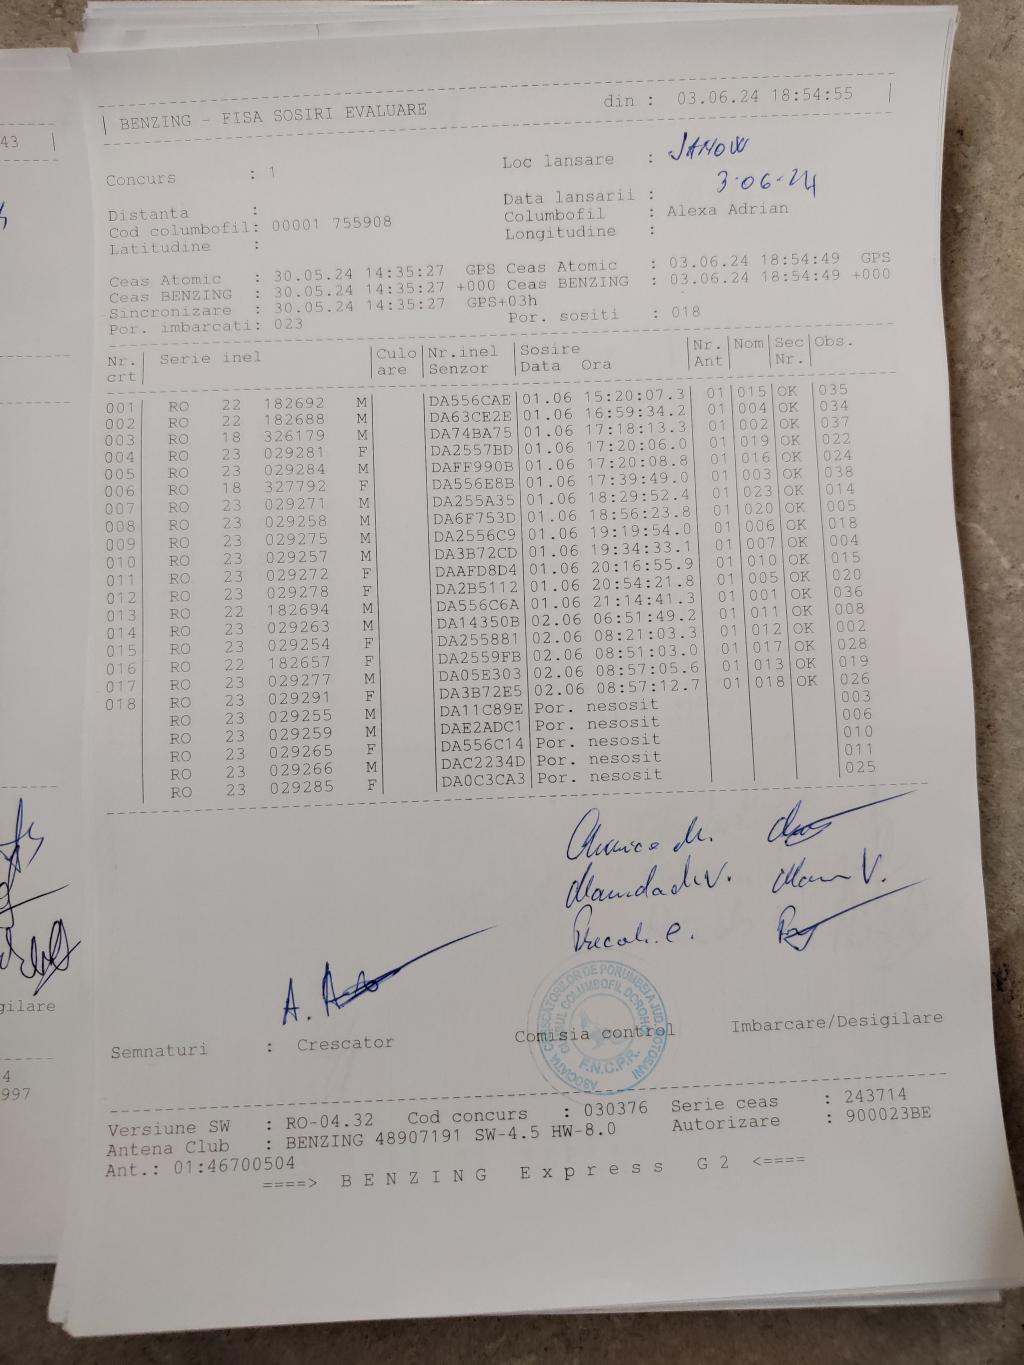 BENZING - FISA SOSIRI EVALUARE din : 03.06.24 18:54:55
Concurs : 1 Loc lansare : JANOW
Data lansarii : 3.06.24
Distanta :
Cod columbofil: 00001 755908 Columbofil : Alexa Adrian
Latitudine : Longitudine :
Ceas Atomic : 30.05.24 14:35:27 GPS Ceas Atomic : 03.06.24 18:54:49 GPS
Ceas BENZING : 30.05.24 14:35:27 +000 Ceas BENZING : 03.06.24 18:54:49 +000
Sincronizare : 30.05.24 14:35:27 GPS+03h
Por. imbarcati: 023 Por. sositi : 018
Nr. Serie inel Culo Nr.inel Sosire Nr. Nom Sec Obs.
crt are Senzor Data Ora Ant Nr.
001 RO 22 182692 M DA556CAE 01.06 15:20:07.3 01 015 OK 035
002 RO 22 182688 M DA63CE2E 01.06 16:59:34.2 01 004 OK 034
003 RO 18 326179 M DA74BA75 01.06 17:18:13.3 01 002 OK 037
004 RO 23 029281 F DA2557BD 01.06 17:20:06.0 01 019 OK 022
005 RO 23 029284 M DAFF990B 01.06 17:20:08.8 01 016 OK 024
006 RO 18 327792 F DA556E8B 01.06 17:39:49.0 01 003 OK 038
007 RO 23 029271 M DA255A35 01.06 18:29:52.4 01 023 OK 014
008 RO 23 029258 M DA6F753D 01.06 18:56:23.8 01 020 OK 005
009 RO 23 029275 M DA2556C9 01.06 19:19:54.0 01 006 OK 018
010 RO 23 029257 M DA3B72CD 01.06 19:34:33.1 01 007 OK 004
011 RO 23 029272 F DAAFD8D4 01.06 20:16:55.9 01 010 OK 015
012 RO 23 029278 F DA2B5112 01.06 20:54:21.8 01 005 OK 020
013 RO 22 182694 M DA556C6A 01.06 21:14:41.3 01 001 OK 036
014 RO 23 029263 M DA14350B 02.06 06:51:49.2 01 011 OK 008
015 RO 23 029254 F DA255881 02.06 08:21:03.3 01 012 OK 002
016 RO 22 182657 F DA2559FB 02.06 08:51:03.0 01 017 OK 028
017 RO 23 029277 M DA05E303 02.06 08:57:05.6 01 013 OK 019
018 RO 23 029291 F DA3B72E5 02.06 08:57:12.7 01 018 OK 026
RO 23 029255 M DA11C89E Por. nesosit 003
RO 23 029259 M DAE2ADC1 Por. nesosit 006
RO 23 029265 F DA556C14 Por. nesosit 010
RO 23 029266 M DAC2234D Por. nesosit 011
RO 23 029285 F DA0C3CA3 Por. nesosit 025
Semnaturi : Crescator Comisia control Imbarcare/Desigilare
F.N.C.P.R.
Versiune SW : RO-04.32 Cod concurs : 030376 Serie ceas : 243714
Antena Club : BENZING 48907191 SW-4.5 HW-8.0 Autorizare : 900023BE
Ant.: 01:46700504
====> BENZING Express G2 <====
43
gilare
4
997